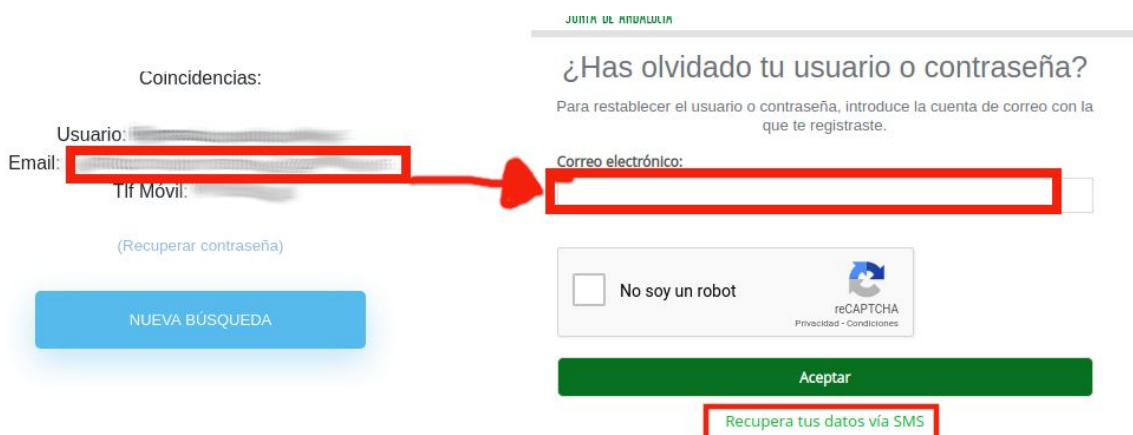 Coincidencias:
Usuario:
Email:
Tlf Móvil:
(Recuperar contraseña)
NUEVA BÚSQUEDA
JUNTA DE ANDALUCIA
¿Has olvidado tu usuario o contraseña?
Para restablecer el usuario o contraseña, introduce la cuenta de correo con la
que te registraste.
Correo electrónico:
No soy un robot
reCAPTCHA
Privacidad - Condiciones
Aceptar
Recupera tus datos vía SMS